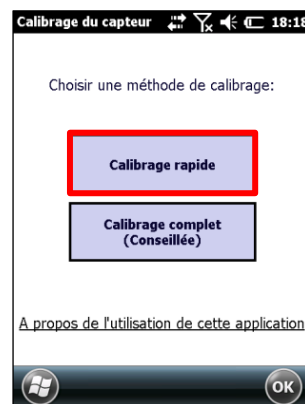 Calibrage du capteur 18:18
Choisir une méthode de calibrage:
Calibrage rapide
Calibrage complet
(Conseillée)
A propos de l'utilisation de cette application
OK